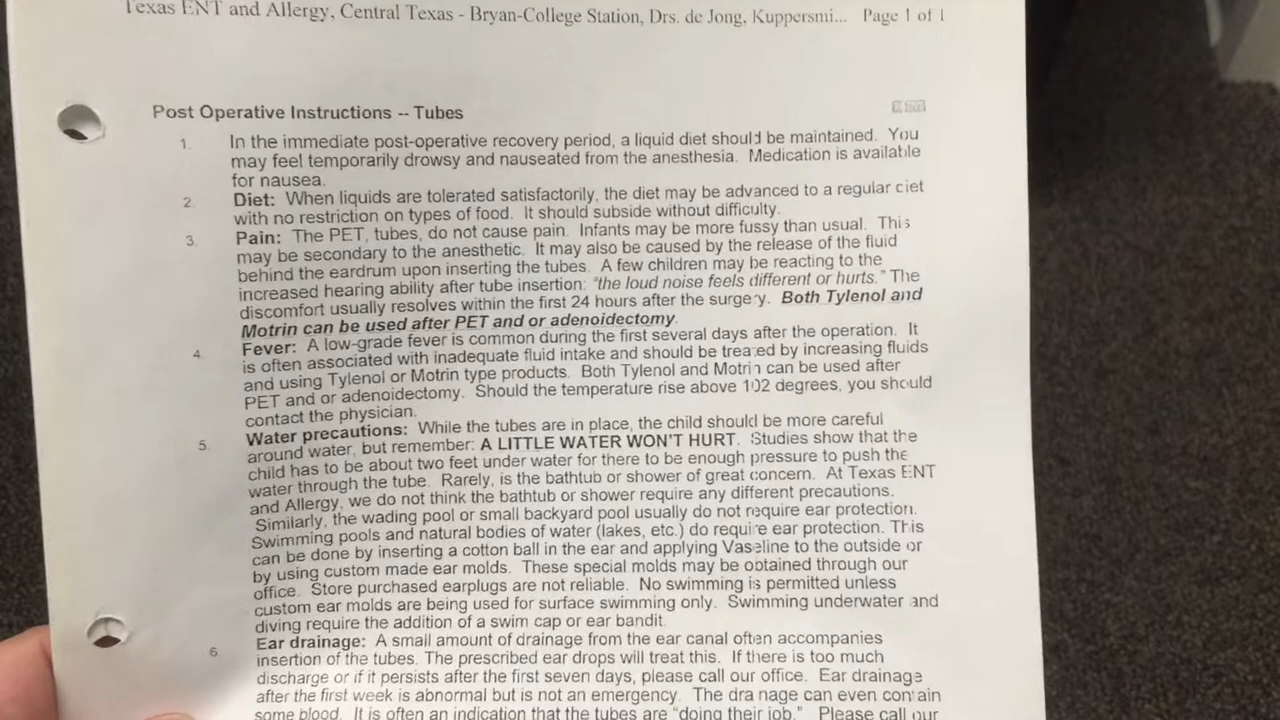 Texas ENT and Allergy, Central Texas - Bryan-College Station, Drs. de Jong, Kuppersmi... Page 1 of 1
Post Operative Instructions -- Tubes
1. In the immediate post-operative recovery period, a liquid diet should be maintained. You
may feel temporarily drowsy and nauseated from the anesthesia. Medication is available
for nausea.
2. Diet: When liquids are tolerated satisfactorily, the diet may be advanced to a regular diet
with no restriction on types of food. It should subside without difficulty.
3. Pain: The PET, tubes, do not cause pain. Infants may be more fussy than usual. This
may be secondary to the anesthetic. It may also be caused by the release of the fluid
behind the eardrum upon inserting the tubes. A few children may be reacting to the
increased hearing ability after tube insertion: "the loud noise feels different or hurts." The
discomfort usually resolves within the first 24 hours after the surgery. Both Tylenol and
Motrin can be used after PET and or adenoidectomy.
4. Fever: A low-grade fever is common during the first several days after the operation. It
is often associated with inadequate fluid intake and should be treated by increasing fluids
and using Tylenol or Motrin type products. Both Tylenol and Motrin can be used after
PET and or adenoidectomy. Should the temperature rise above 102 degrees, you should
contact the physician.
5. Water precautions: While the tubes are in place, the child should be more careful
around water, but remember: A LITTLE WATER WON'T HURT. Studies show that the
child has to be about two feet under water for there to be enough pressure to push the
water through the tube. Rarely, is the bathtub or shower of great concern. At Texas ENT
and Allergy, we do not think the bathtub or shower require any different precautions.
Similarly, the wading pool or small backyard pool usually do not require ear protection.
Swimming pools and natural bodies of water (lakes, etc.) do require ear protection. This
can be done by inserting a cotton ball in the ear and applying Vaseline to the outside or
by using custom made ear molds. These special molds may be obtained through our
office. Store purchased earplugs are not reliable. No swimming is permitted unless
custom ear molds are being used for surface swimming only. Swimming underwater and
diving require the addition of a swim cap or ear bandit.
6. Ear drainage: A small amount of drainage from the ear canal often accompanies
insertion of the tubes. The prescribed ear drops will treat this. If there is too much
discharge or if it persists after the first seven days, please call our office. Ear drainage
after the first week is abnormal but is not an emergency. The drainage can even contain
some blood. It is often an indication that the tubes are "doing their job." Please call our